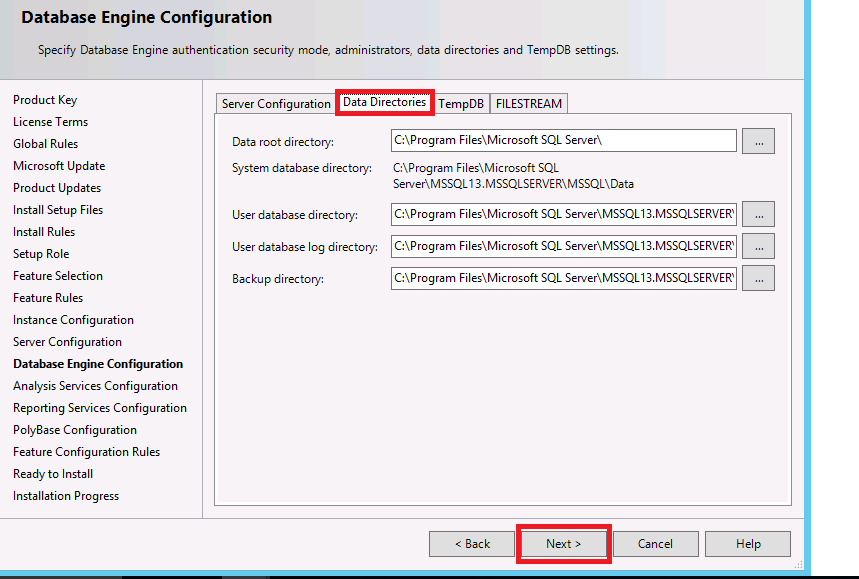 Database Engine Configuration
Specify Database Engine authentication security mode, administrators, data directories and TempDB settings.
Product Key
License Terms
Global Rules
Microsoft Update
Product Updates
Install Setup Files
Install Rules
Setup Role
Feature Selection
Feature Rules
Instance Configuration
Server Configuration
Database Engine Configuration
Analysis Services Configuration
Reporting Services Configuration
PolyBase Configuration
Feature Configuration Rules
Ready to Install
Installation Progress
Server Configuration Data Directories TempDB FILESTREAM
Data root directory: C:\Program Files\Microsoft SQL Server\ ...
System database directory: C:\Program Files\Microsoft SQL
Server\MSSQL13.MSSQLSERVER\MSSQL\Data
User database directory: C:\Program Files\Microsoft SQL Server\MSSQL13.MSSQLSERVER\ ...
User database log directory: C:\Program Files\Microsoft SQL Server\MSSQL13.MSSQLSERVER\ ...
Backup directory: C:\Program Files\Microsoft SQL Server\MSSQL13.MSSQLSERVER\ ...
< Back Next > Cancel Help